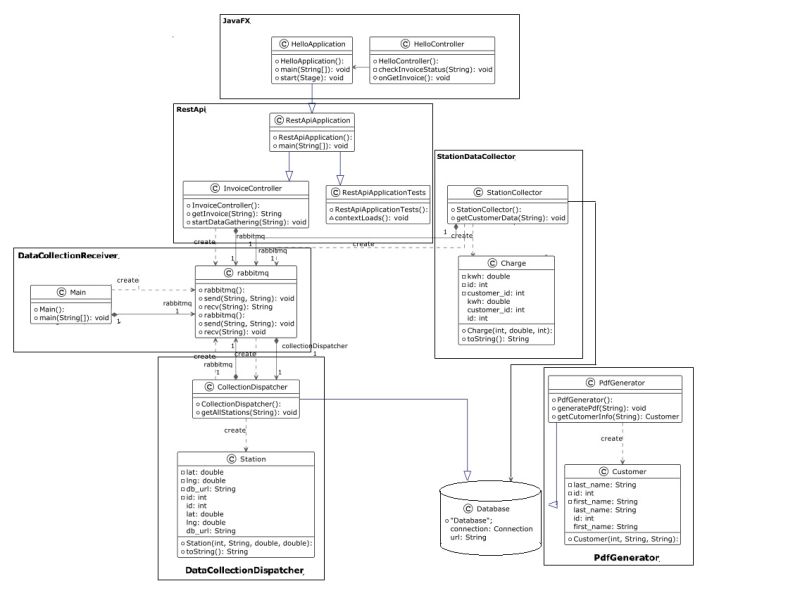 JavaFX
C HelloApplication
HelloApplication():
main(String[]): void
start(Stage): void
C HelloController
HelloController():
checkInvoiceStatus(String): void
onGetInvoice(): void
RestApi
C RestApiApplication
RestApiApplication():
main(String[]): void
C InvoiceController
InvoiceController():
getInvoice(String): String
startDataGathering(String): void
C RestApiApplicationTests
RestApiApplicationTests():
contextLoads(): void
StationDataCollector
C StationCollector
StationCollector():
getCustomerData(String): void
create
rabbitmq
1
1
1
rabbitmq
create
1
create
C Charge
kwh: double
id: int
customer_id: int
kwh: double
customer_id: int
id: int
Charge(int, double, int):
toString(): String
DataCollectionReceiver
C Main
Main():
main(String[]): void
create
rabbitmq
1
1
C rabbitmq
rabbitmq():
send(String, String): void
recv(String): String
rabbitmq():
send(String, String): void
recv(String): void
create
1
create
collectionDispatcher
1
rabbitmq
1
1
C CollectionDispatcher
CollectionDispatcher():
getAllStations(String): void
create
C Station
lat: double
lng: double
db_url: String
id: int
id: int
lat: double
lng: double
db_url: String
Station(int, String, double, double):
toString(): String
DataCollectionDispatcher
C Database
"Database";
connection: Connection
url: String
C PdfGenerator
PdfGenerator():
generatePdf(String): void
getCutomerInfo(String): Customer
create
C Customer
last_name: String
id: int
first_name: String
last_name: String
id: int
first_name: String
Customer(int, String, String):
PdfGenerator